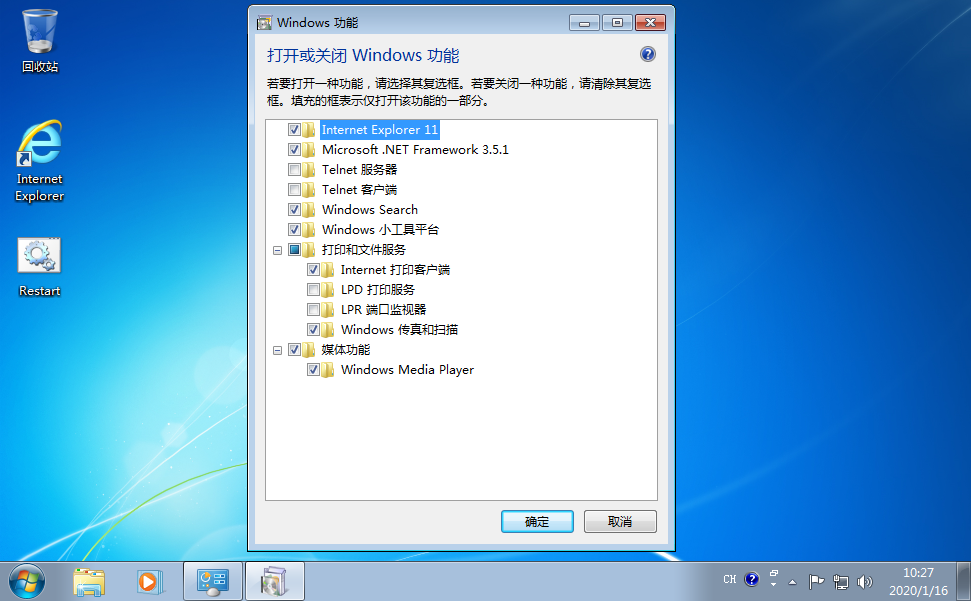 回收站
Internet
Explorer
Restart
Windows 功能
打开或关闭 Windows 功能
若要打开一种功能，请选择其复选框。若要关闭一种功能，请清除其复选
框。填充的框表示仅打开该功能的一部分。
Internet Explorer 11
Microsoft .NET Framework 3.5.1
Telnet 服务器
Telnet 客户端
Windows Search
Windows 小工具平台
打印和文件服务
Internet 打印客户端
LPD 打印服务
LPR 端口监视器
Windows 传真和扫描
媒体功能
Windows Media Player
确定
取消
CH
10:27
2020/1/16